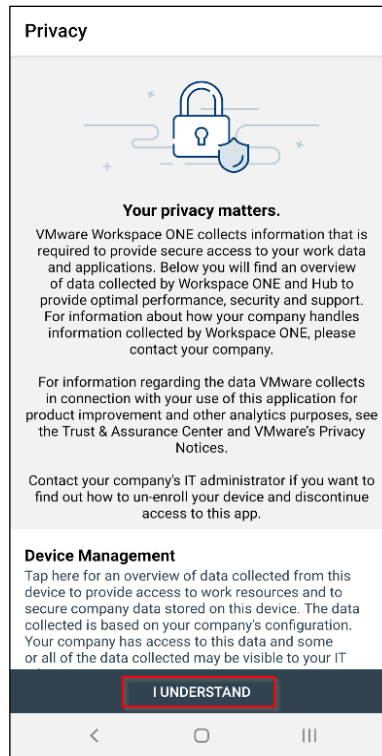 Privacy
Your privacy matters.
VMware Workspace ONE collects information that is
required to provide secure access to your work data
and applications. Below you will find an overview
of data collected by Workspace ONE and Hub to
provide optimal performance, security and support.
For information about how your company handles
information collected by Workspace ONE, please
contact your company.
For information regarding the data VMware collects
in connection with your use of this application for
product improvement and other analytics purposes, see
the Trust & Assurance Center and VMware's Privacy
Notices.
Contact your company's IT administrator if you want to
find out how to un-enroll your device and discontinue
access to this app.
Device Management
Tap here for an overview of data collected from this
device to provide access to work resources and to
secure company data stored on this device. The data
collected is based on your company's configuration.
Your company has access to this data and some
or all of the data collected may be visible to your IT
I UNDERSTAND